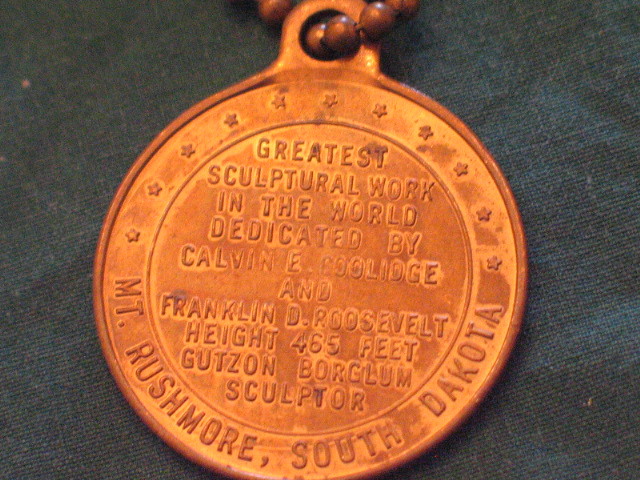 GREATEST
SCULPTURAL WORK
IN THE WORLD
DEDICATED BY
CALVIN E. COOLIDGE
AND
FRANKLIN D. ROOSEVELT
HEIGHT 465 FEET
GUTZON BORGLUM
SCULPTOR
MT. RUSHMORE, SOUTH DAKOTA